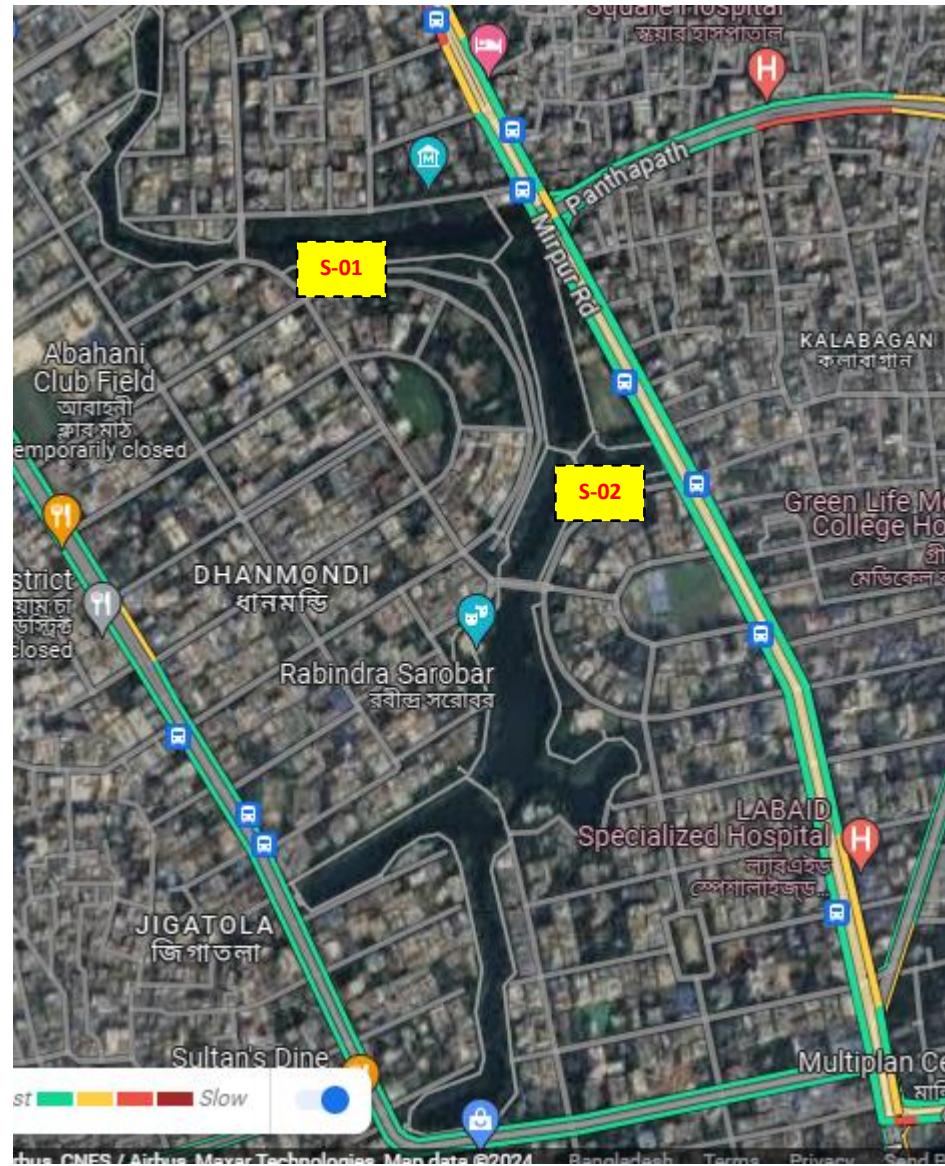 Square Hospital
স্কয়ার হাসপাতাল
Panthapath
Mirpur Rd
S-01
KALABAGAN
কলাবাগান
Abahani
Club Field
আবাহনী
ক্লাব মাঠ
emporarily closed
S-02
Green Life M
College Ho
গ্রী
মেডিকেল
DHANMONDI
ধানমন্ডি
strict
closed
Rabindra Sarobar
রবীন্দ্র সরোবর
LABAID
Specialized Hospital
ল্যাবএইড
স্পেশালাইজড...
JIGATOLA
জিগাতলা
Sultan's Dine
Multiplan Ce
মাল্টি
st
Slow
rbus, CNES / Airbus, Maxar Technologies, Map data ©2024
Bangladesh
Terms
Privacy
Send F